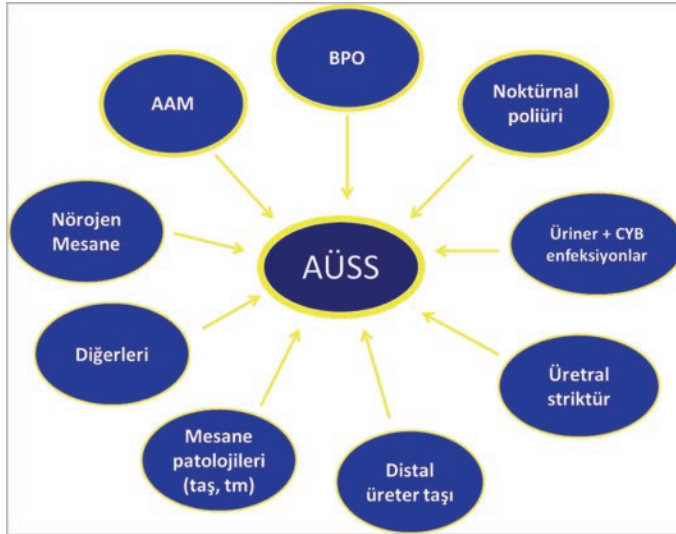 BPO
AAM
Noktürnal
poliüri
Nörojen
Mesane
AÜSS
Üriner + CYB
enfeksiyonlar
Diğerleri
Üretral
striktür
Mesane
patolojileri
(taş, tm)
Distal
üreter taşı